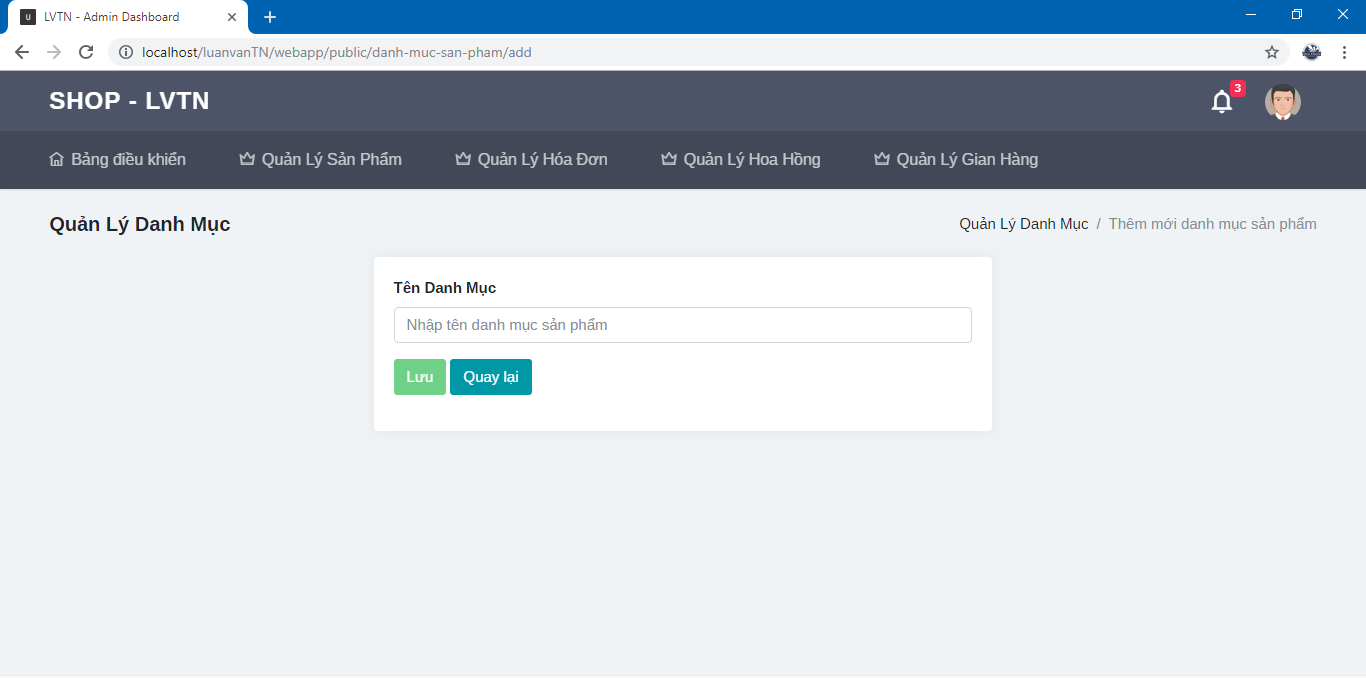 U LVTN - Admin Dashboard
localhost/luanvanTN/webapp/public/danh-muc-san-pham/add
SHOP - LVTN
3
Bảng điều khiển Quản Lý Sản Phẩm Quản Lý Hóa Đơn Quản Lý Hoa Hồng Quản Lý Gian Hàng
Quản Lý Danh Mục
Quản Lý Danh Mục / Thêm mới danh mục sản phẩm
Tên Danh Mục
Nhập tên danh mục sản phẩm
Lưu Quay lại